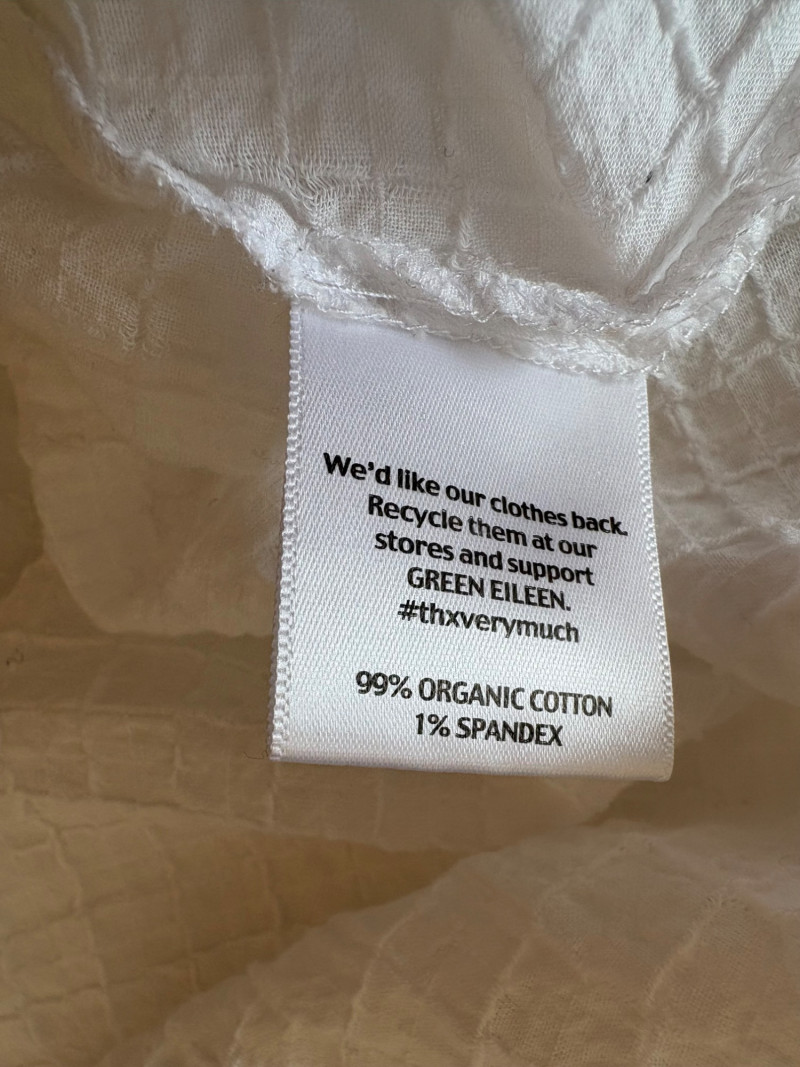 We'd like our clothes back.
Recycle them at our
stores and support
GREEN EILEEN.
#thxverymuch
99% ORGANIC COTTON
1% SPANDEX